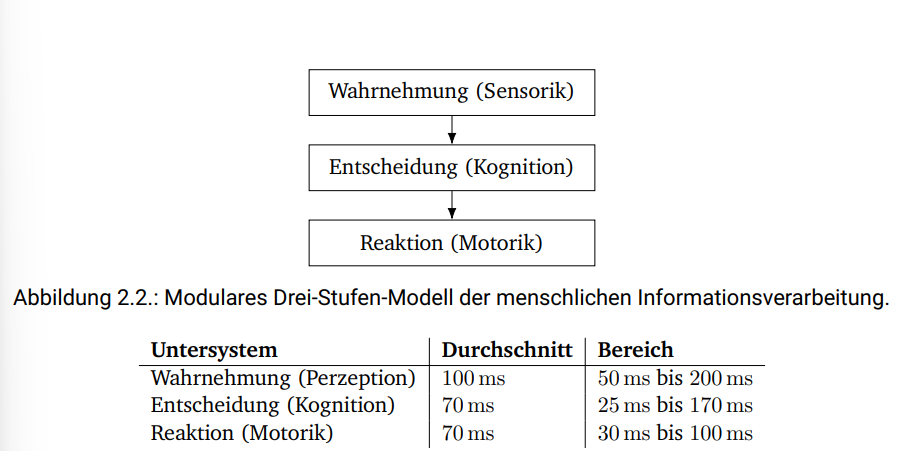 Wahrnehmung (Sensorik)
Entscheidung (Kognition)
Reaktion (Motorik)
Abbildung 2.2.: Modulares Drei-Stufen-Modell der menschlichen Informationsverarbeitung.
Untersystem Durchschnitt Bereich
Wahrnehmung (Perzeption) 100 ms 50 ms bis 200 ms
Entscheidung (Kognition) 70 ms 25 ms bis 170 ms
Reaktion (Motorik) 70 ms 30 ms bis 100 ms